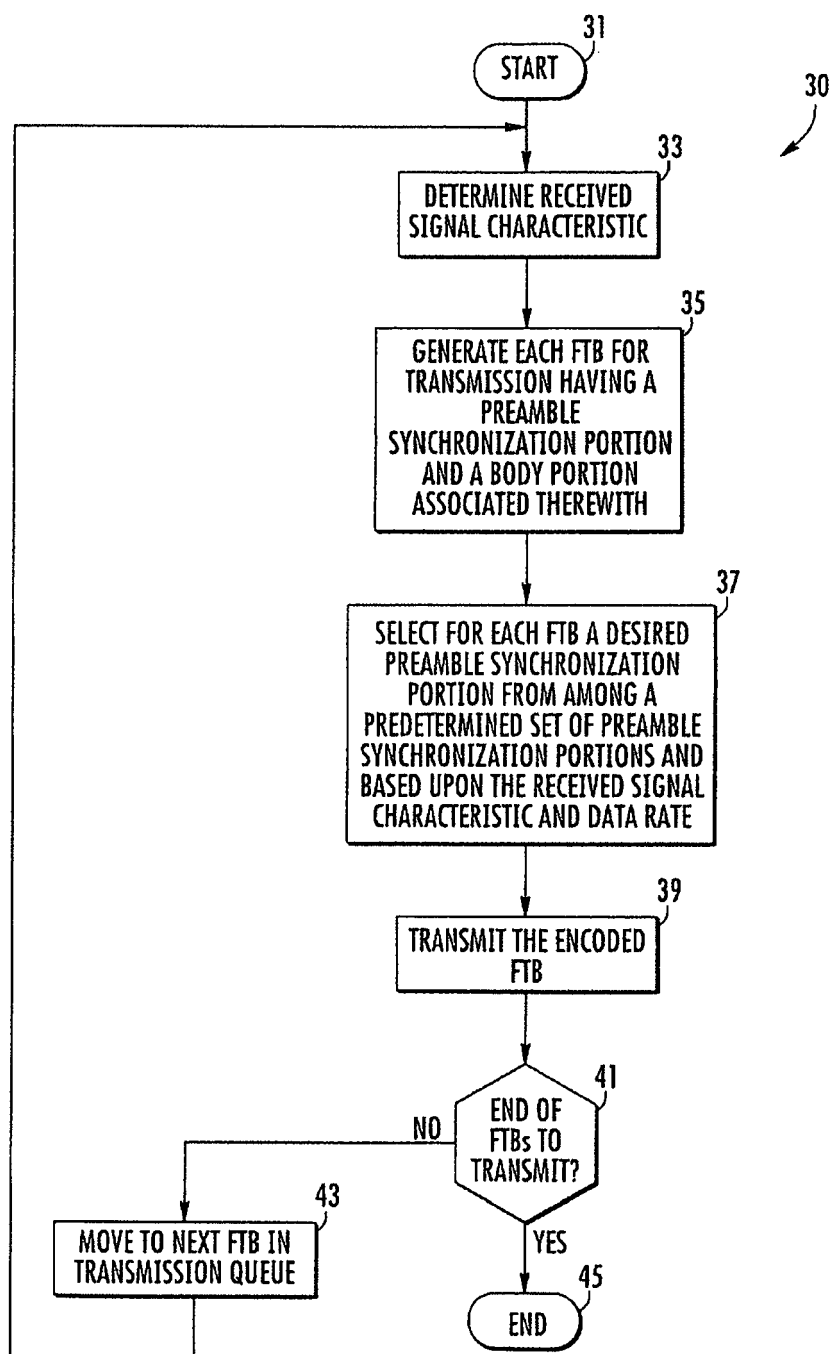 31
START
30
33
DETERMINE RECEIVED
SIGNAL CHARACTERISTIC
35
GENERATE EACH FTB FOR
TRANSMISSION HAVING A
PREAMBLE
SYNCHRONIZATION PORTION
AND A BODY PORTION
ASSOCIATED THEREWITH
37
SELECT FOR EACH FTB A DESIRED
PREAMBLE SYNCHRONIZATION
PORTION FROM AMONG A
PREDETERMINED SET OF PREAMBLE
SYNCHRONIZATION PORTIONS AND
BASED UPON THE RECEIVED SIGNAL
CHARACTERISTIC AND DATA RATE
39
TRANSMIT THE ENCODED
FTB
41
END OF
FTBs TO
TRANSMIT?
NO
43
MOVE TO NEXT FTB IN
TRANSMISSION QUEUE
YES
45
END